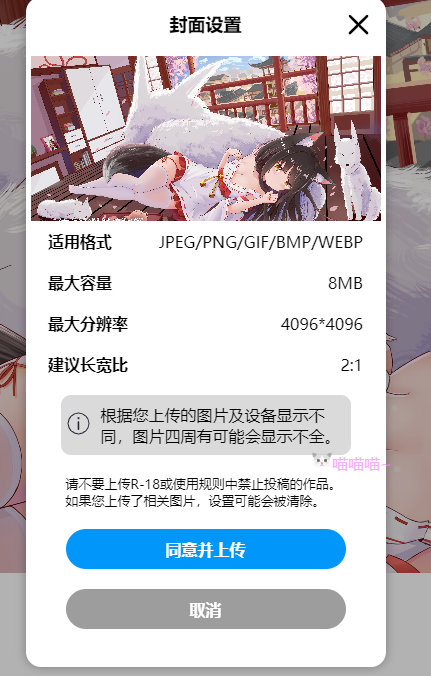 封面设置
适用格式 JPEG/PNG/GIF/BMP/WEBP
最大容量 8MB
最大分辨率 4096*4096
建议长宽比 2:1
根据您上传的图片及设备显示不
同，图片四周有可能会显示不全。
喵喵喵~
请不要上传R-18或使用规则中禁止投稿的作品。
如果您上传了相关图片，设置可能会被清除。
同意并上传
取消